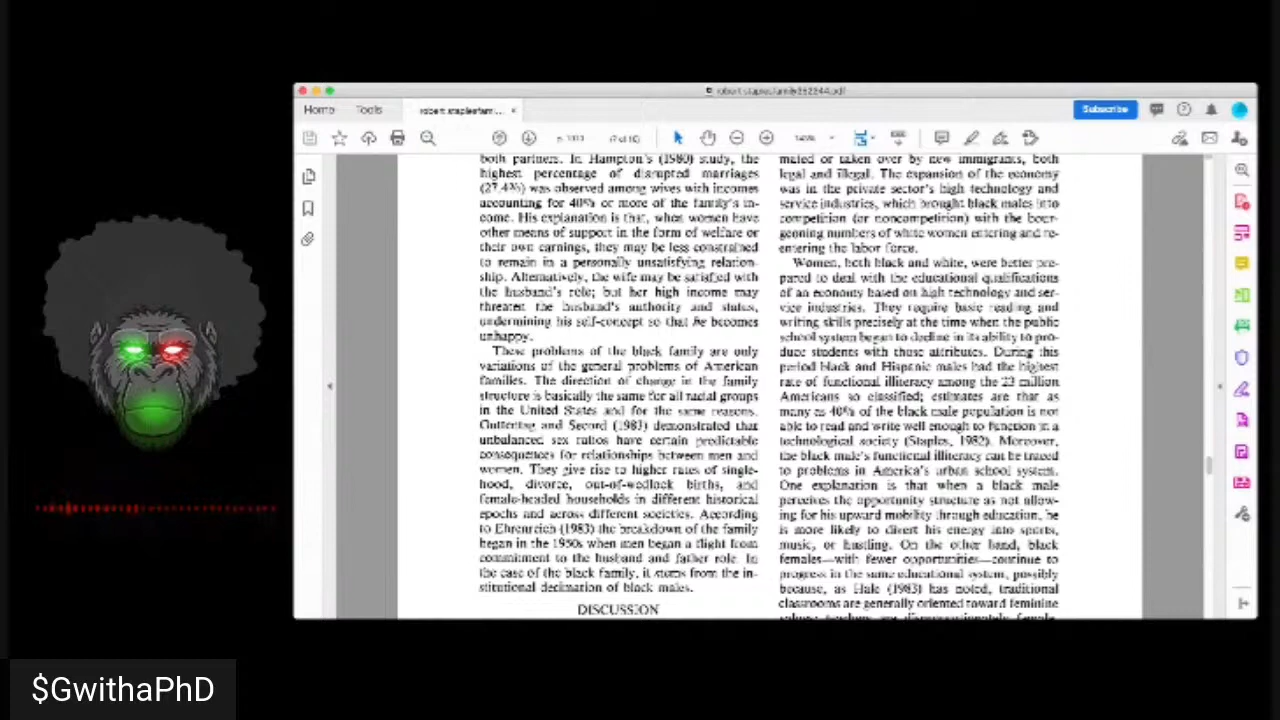 robert staplesfamily352244.pdf
Home
Tools
robert staplesfami...
Subscribe
(7 of 10)
both partners. In Hampton's (1980) study, the
highest percentage of disrupted marriages
(27.4%) was observed among wives with incomes
accounting for 40% or more of the family's in-
come. His explanation is that, when women have
other means of support in the form of welfare or
their own earnings, they may be less constrained
to remain in a personally unsatisfying relation-
ship. Alternatively, the wife may be satisfied with
the husband's role; but her high income may
threaten the husband's authority and status,
undermining his self-concept so that he becomes
unhappy.
These problems of the black family are only
variations of the general problems of American
families. The direction of change in the family
structure is basically the same for all racial groups
in the United States and for the same reasons.
Guttentag and Secord (1983) demonstrated that
unbalanced sex ratios have certain predictable
consequences for relationships between men and
women. They give rise to higher rates of single-
hood, divorce, out-of-wedlock births, and
female-headed households in different historical
epochs and across different societies. According
to Ehrenreich (1983) the breakdown of the family
began in the 1950s when men began a flight from
commitment to the husband and father role. In
the case of the black family, it stems from the in-
stitutional decimation of black males.
DISCUSSION
mated or taken over by new immigrants, both
legal and illegal. The expansion of the economy
was in the private sector's high technology and
service industries, which brought black males into
competition (or noncompetition) with the bour-
geoning numbers of white women entering and re-
entering the labor force.
Women, both black and white, were better pre-
pared to deal with the educational qualifications
of an economy based on high technology and ser-
vice industries. They require basic reading and
writing skills precisely at the time when the public
school system began to decline in its ability to pro-
duce students with those attributes. During this
period black and Hispanic males had the highest
rate of functional illiteracy among the 23 million
Americans so classified; estimates are that as
many as 40% of the black male population is not
able to read and write well enough to function in a
technological society (Staples, 1982). Moreover,
the black male's functional illiteracy can be traced
to problems in America's urban school system.
One explanation is that when a black male
perceives the opportunity structure as not allow-
ing for his upward mobility through education, he
is more likely to divert his energy into sports,
music, or hustling. On the other hand, black
females—with fewer opportunities—continue to
progress in the same educational system, possibly
because, as Hale (1983) has noted, traditional
classrooms are generally oriented toward feminine
$GwithaPhD